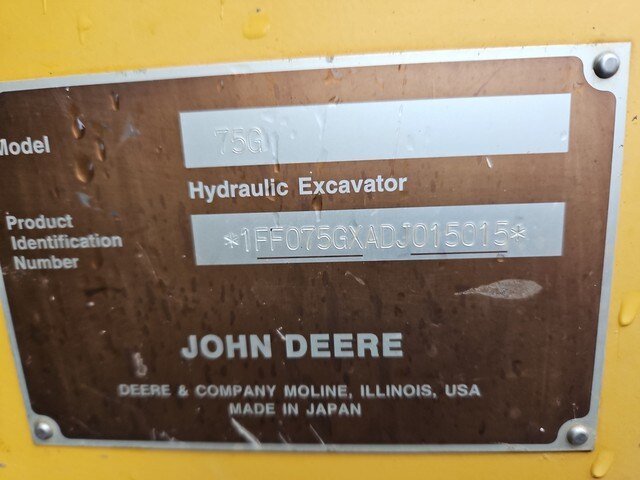 Model 75G
Hydraulic Excavator
Product
Identification
Number
*1FF075GXADJ015015*
JOHN DEERE
DEERE & COMPANY MOLINE, ILLINOIS, USA
MADE IN JAPAN